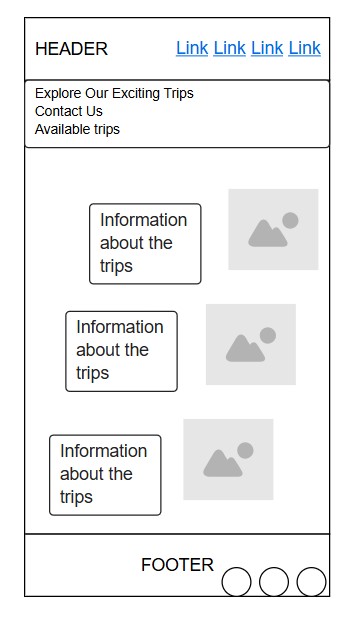 HEADER Link Link Link Link
Explore Our Exciting Trips
Contact Us
Available trips
Information
about the
trips
Information
about the
trips
Information
about the
trips
FOOTER